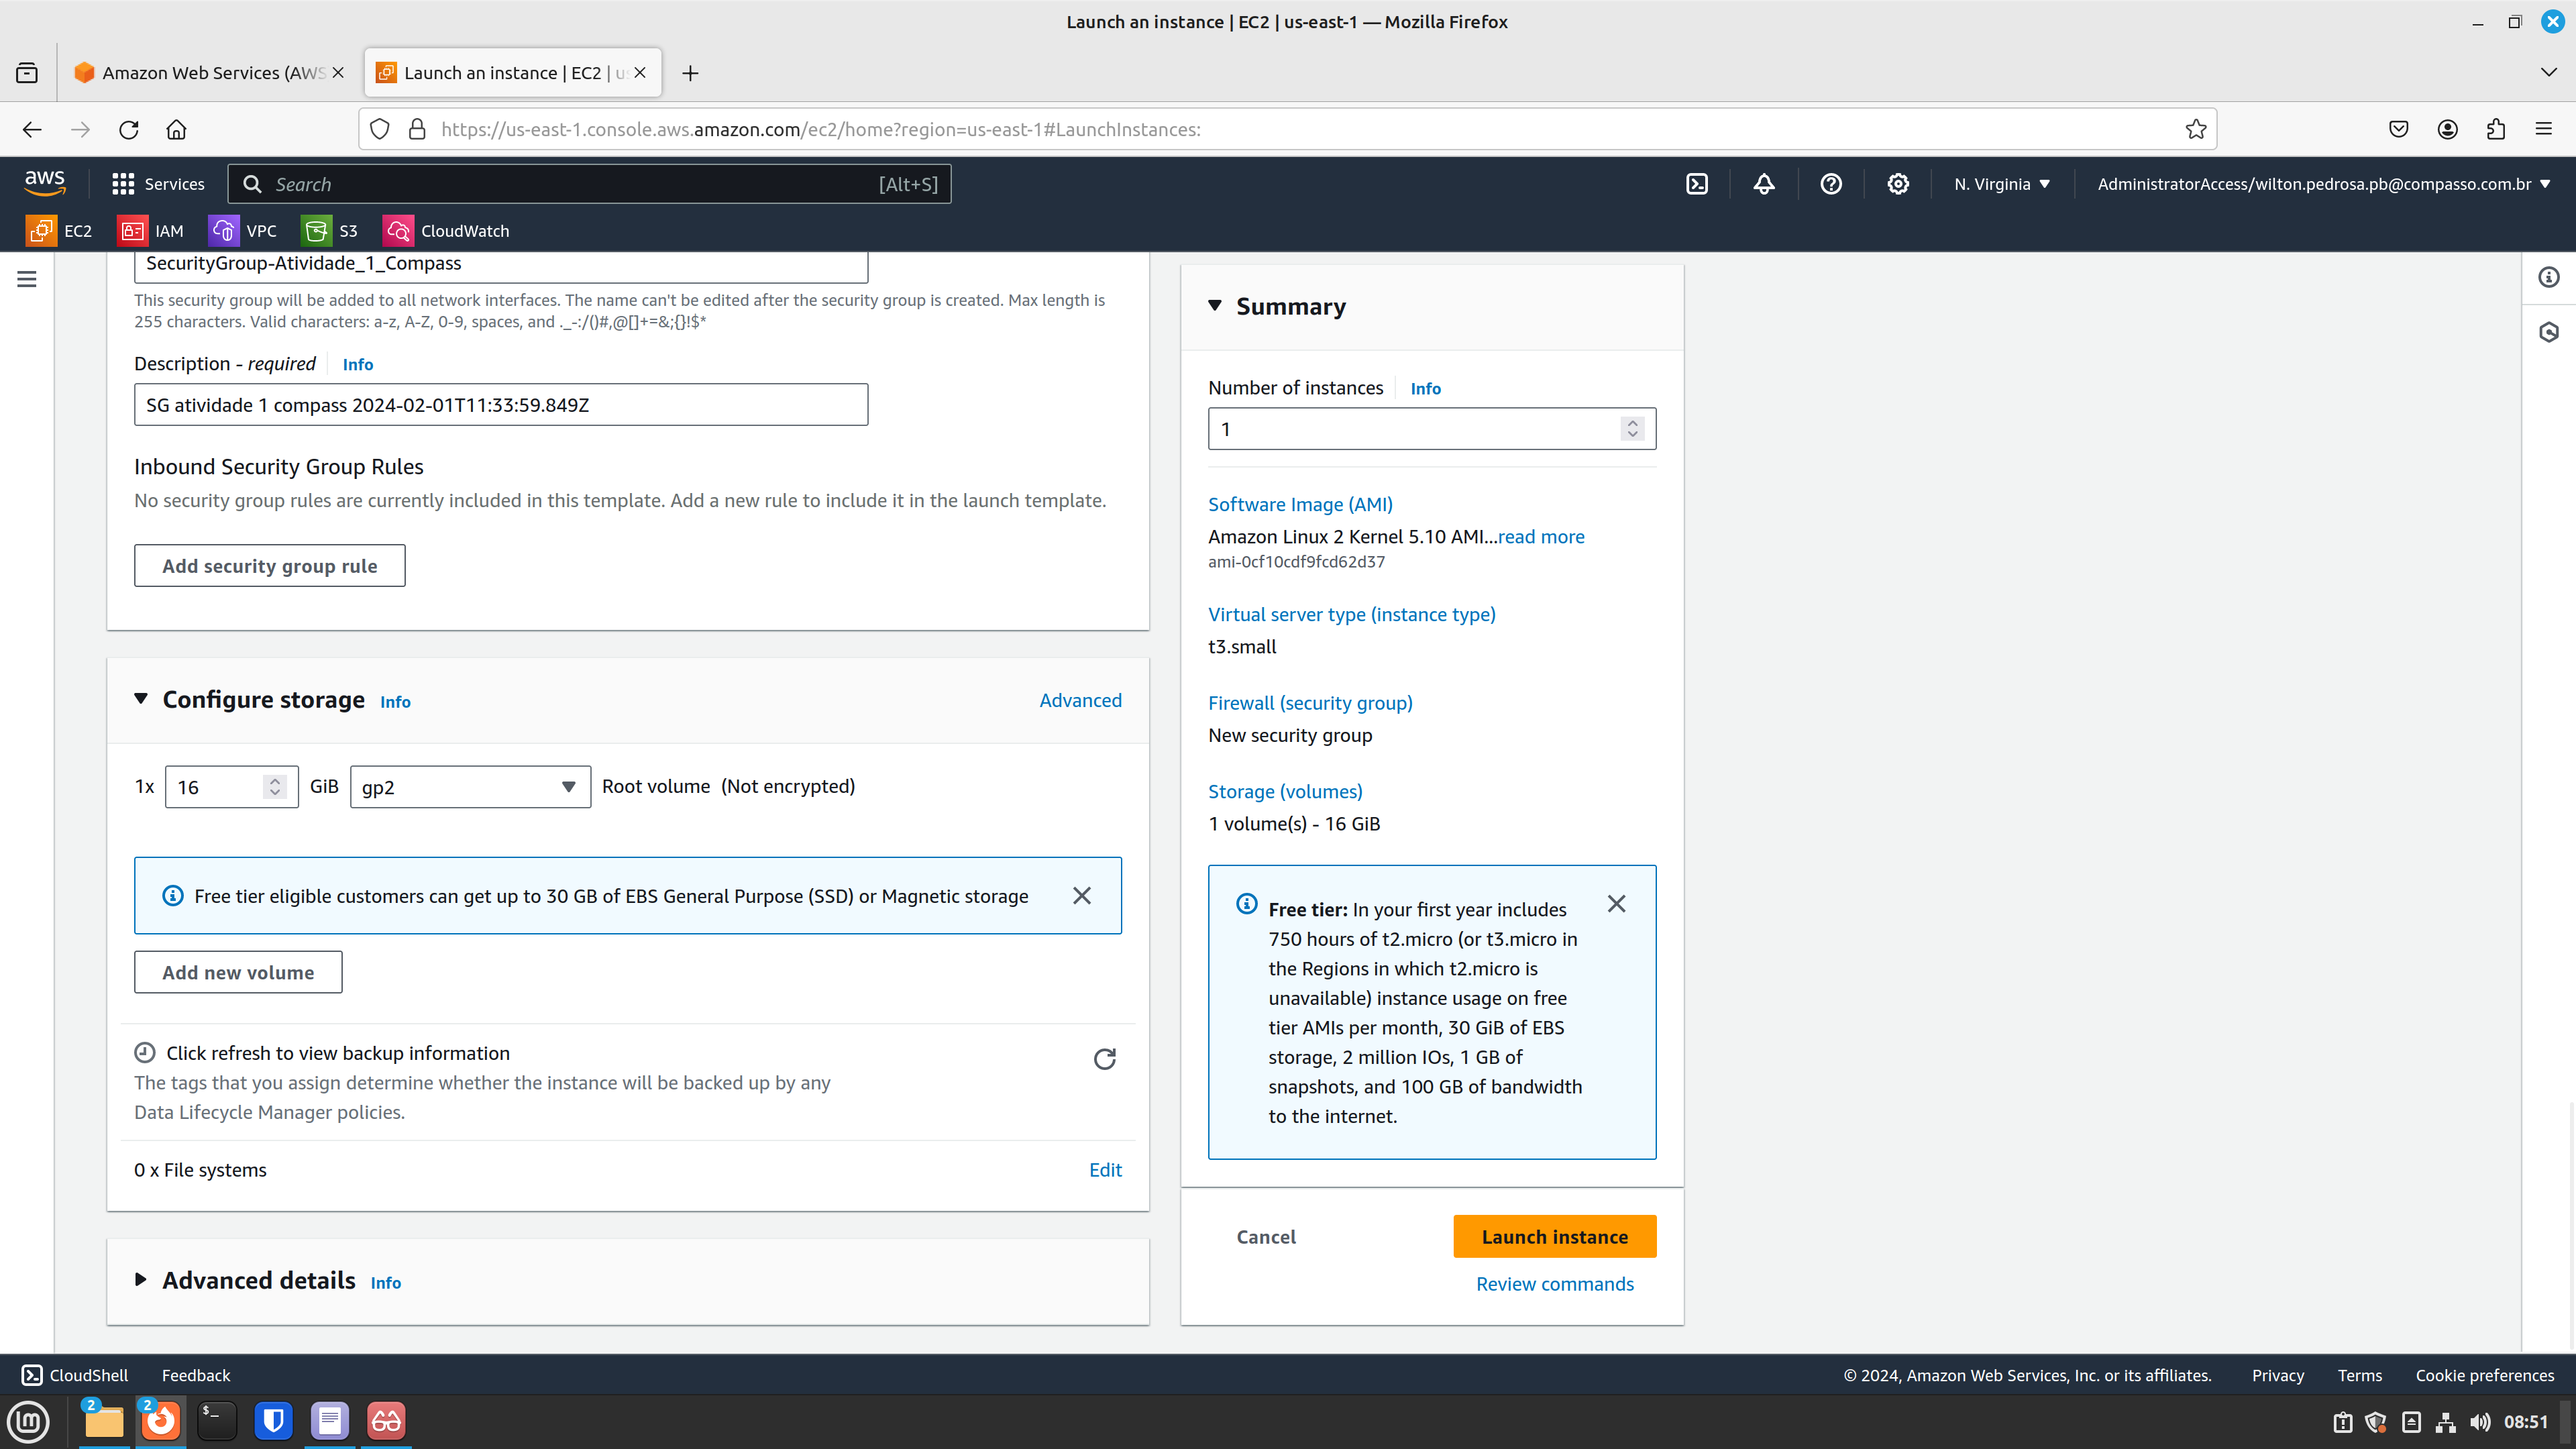 Launch an instance | EC2 | us-east-1 — Mozilla Firefox
Amazon Web Services (AWS
Launch an instance | EC2 | us
https://us-east-1.console.aws.amazon.com/ec2/home?region=us-east-1#LaunchInstances:
aws
Services
Search
[Alt+S]
N. Virginia
AdministratorAccess/wilton.pedrosa.pb@compasso.com.br
EC2
IAM
VPC
S3
CloudWatch
SecurityGroup-Atividade_1_Compass
This security group will be added to all network interfaces. The name can't be edited after the security group is created. Max length is
255 characters. Valid characters: a-z, A-Z, 0-9, spaces, and ._-:/()#,@[]+=&;{}!$*
Description - required Info
SG atividade 1 compass 2024-02-01T11:33:59.849Z
Inbound Security Group Rules
No security group rules are currently included in this template. Add a new rule to include it in the launch template.
Add security group rule
Configure storage Info
Advanced
1x 16 GiB gp2 Root volume (Not encrypted)
Free tier eligible customers can get up to 30 GB of EBS General Purpose (SSD) or Magnetic storage
Add new volume
Click refresh to view backup information
The tags that you assign determine whether the instance will be backed up by any
Data Lifecycle Manager policies.
0 x File systems
Edit
Advanced details Info
Summary
Number of instances Info
1
Software Image (AMI)
Amazon Linux 2 Kernel 5.10 AMI...read more
ami-0cf10cdf9fcd62d37
Virtual server type (instance type)
t3.small
Firewall (security group)
New security group
Storage (volumes)
1 volume(s) - 16 GiB
Free tier: In your first year includes
750 hours of t2.micro (or t3.micro in
the Regions in which t2.micro is
unavailable) instance usage on free
tier AMIs per month, 30 GiB of EBS
storage, 2 million IOs, 1 GB of
snapshots, and 100 GB of bandwidth
to the internet.
Cancel
Launch instance
Review commands
CloudShell
Feedback
© 2024, Amazon Web Services, Inc. or its affiliates.
Privacy
Terms
Cookie preferences
2
2
$_
08:51